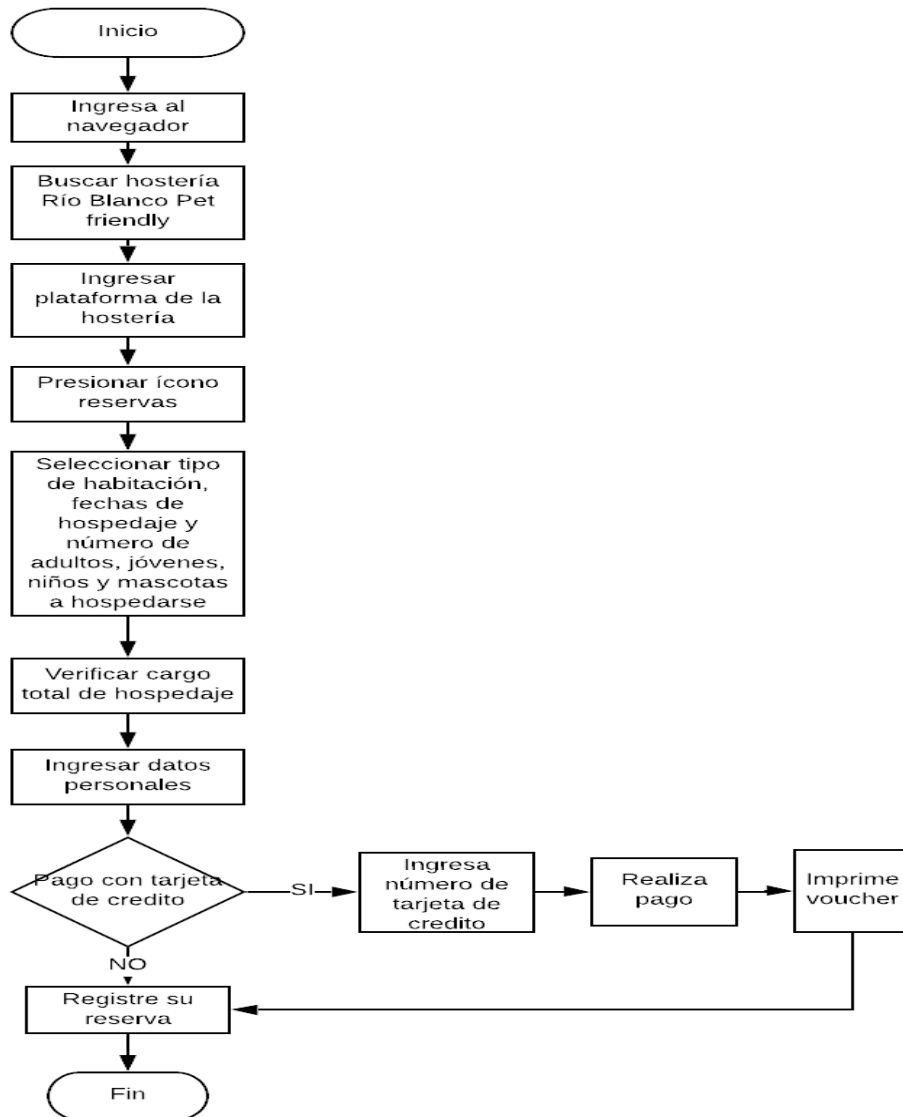 Inicio
Ingresa al
navegador
Buscar hostería
Río Blanco Pet
friendly
Ingresar
plataforma de la
hostería
Presionar ícono
reservas
Seleccionar tipo
de habitación,
fechas de
hospedaje y
número de
adultos, jóvenes,
niños y mascotas
a hospedarse
Verificar cargo
total de hospedaje
Ingresar datos
personales
Pago con tarjeta
de credito
SI
Ingresa
número de
tarjeta de
credito
Realiza
pago
Imprime
voucher
NO
Registre su
reserva
Fin